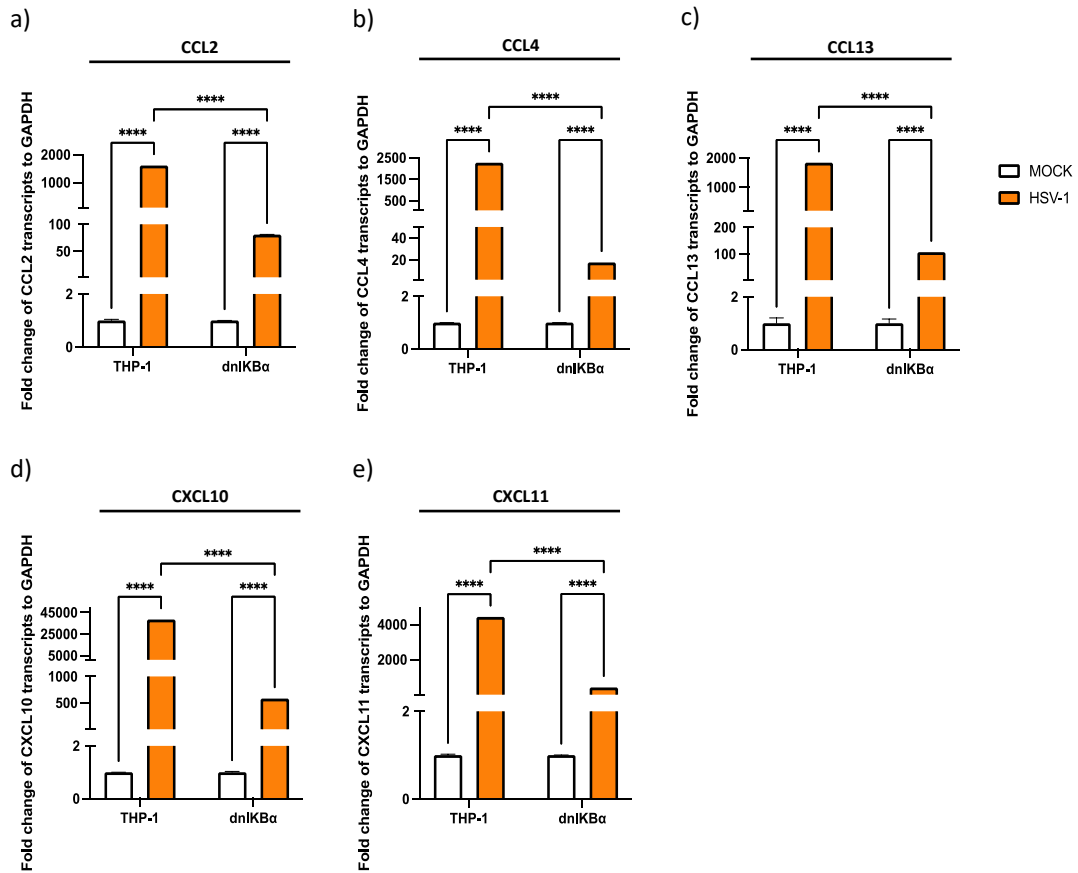 a)
CCL2
Fold change of CCL2 transcripts to GAPDH
****
****
****
2000
1000
100
50
2
0
THP-1
dnIKBα
b)
CCL4
Fold change of CCL4 transcripts to GAPDH
****
****
****
2500
1500
500
40
20
2
0
THP-1
dnIKBα
c)
CCL13
Fold change of CCL13 transcripts to GAPDH
****
****
****
2000
1000
200
100
2
0
THP-1
dnIKBα
MOCK
HSV-1
d)
CXCL10
Fold change of CXCL10 transcripts to GAPDH
****
****
****
45000
25000
5000
1000
500
2
0
THP-1
dnIKBα
e)
CXCL11
Fold change of CXCL11 transcripts to GAPDH
****
****
****
4000
2000
2
0
THP-1
dnIKBα